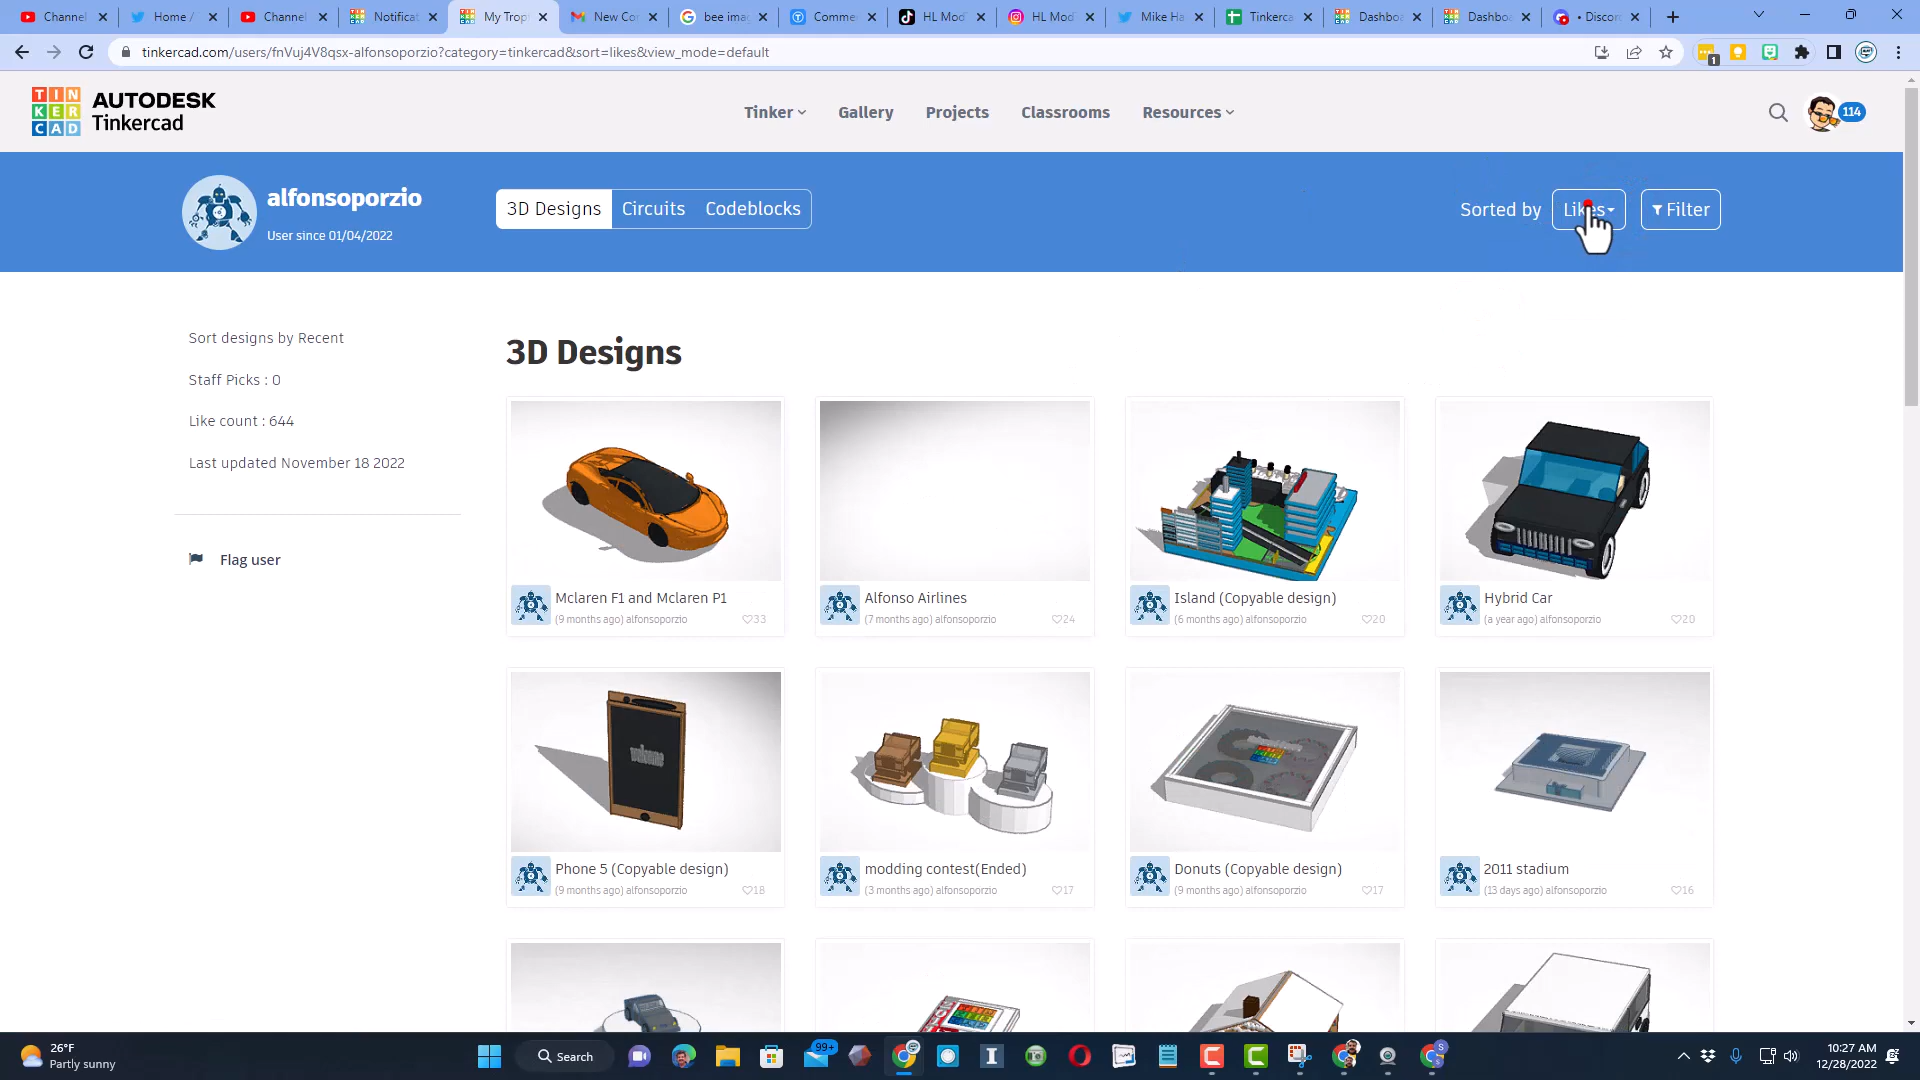 Channel
Home /
Channel
Notificat
My Trop
New Co
bee ima
Comme
HL Mod
HL Mod
Mike Ha
Tinkerca
Dashbo
Dashbo
• Discor
tinkercad.com/users/fnVuj4V8qsx-alfonsoporzio?category=tinkercad&sort=likes&view_mode=default
1
TIN
KER
CAD
AUTODESK
Tinkercad
Tinker
Gallery
Projects
Classrooms
Resources
114
alfonsoporzio
User since 01/04/2022
3D Designs
Circuits
Codeblocks
Sorted by
Likes
Filter
Sort designs by Recent
Staff Picks : 0
Like count : 644
Last updated November 18 2022
Flag user
3D Designs
Mclaren F1 and Mclaren P1
(9 months ago) alfonsoporzio
33
Alfonso Airlines
(7 months ago) alfonsoporzio
24
Island (Copyable design)
(6 months ago) alfonsoporzio
20
Hybrid Car
(a year ago) alfonsoporzio
20
Phone 5 (Copyable design)
(9 months ago) alfonsoporzio
18
modding contest(Ended)
(3 months ago) alfonsoporzio
17
Donuts (Copyable design)
(9 months ago) alfonsoporzio
17
2011 stadium
(13 days ago) alfonsoporzio
16
26°F
Partly sunny
Search
99+
S
10:27 AM
12/28/2022